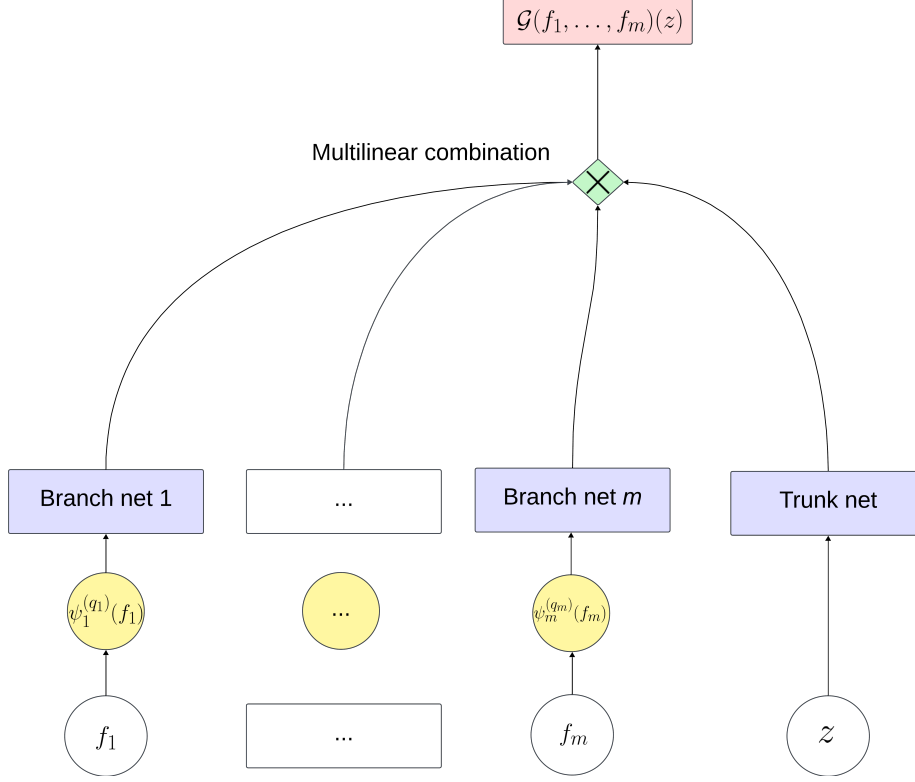 𝒢(f₁, . . . , fₘ)(z)
Multilinear combination
×
Branch net 1
...
Branch net m
Trunk net
ψ₁^(q₁)(f₁)
...
ψₘ^(qₘ)(fₘ)
f₁
...
fₘ
z